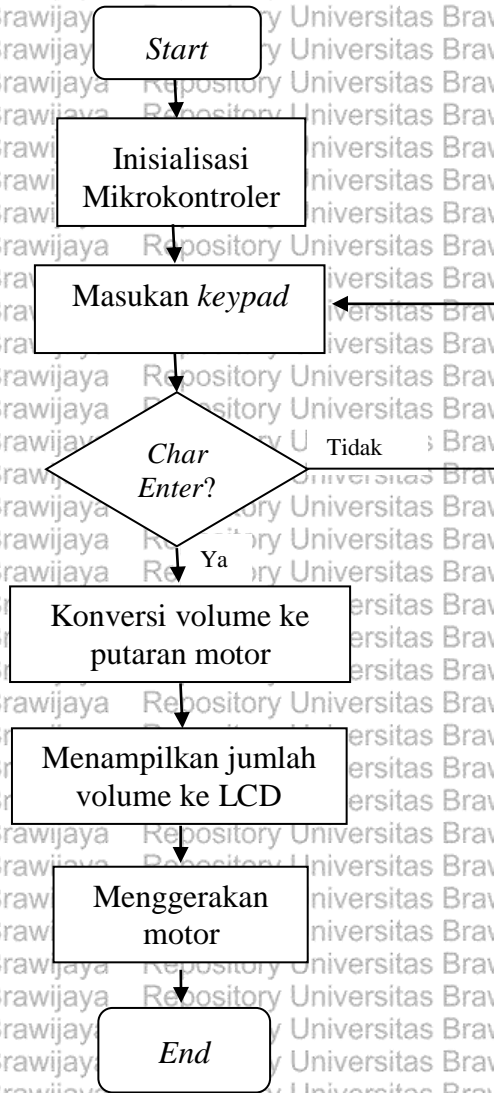 Start
Inisialisasi
Mikrokontroler
Masukan keypad
Char
Enter?
Tidak
Ya
Konversi volume ke
putaran motor
Menampilkan jumlah
volume ke LCD
Menggerakan
motor
End